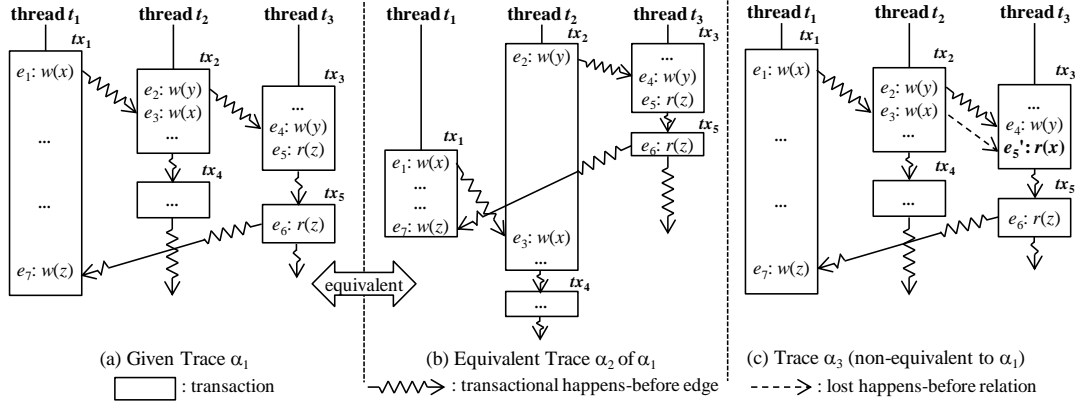 thread t1 thread t2 thread t3
tx1
e1: w(x)
...
...
e7: w(z)
tx2
e2: w(y)
e3: w(x)
...
tx4
...
tx3
...
e4: w(y)
e5: r(z)
tx5
e6: r(z)
(a) Given Trace α1
equivalent
thread t1 thread t2 thread t3
tx1
e1: w(x)
...
...
e7: w(z)
tx2
e2: w(y)
e3: w(x)
...
tx4
...
tx3
...
e4: w(y)
e5: r(z)
tx5
e6: r(z)
(b) Equivalent Trace α2 of α1
thread t1 thread t2 thread t3
tx1
e1: w(x)
...
...
e7: w(z)
tx2
e2: w(y)
e3: w(x)
...
tx4
...
tx3
...
e4: w(y)
e5': r(x)
tx5
e6: r(z)
(c) Trace α3 (non-equivalent to α1)
: transaction
: transactional happens-before edge
: lost happens-before relation